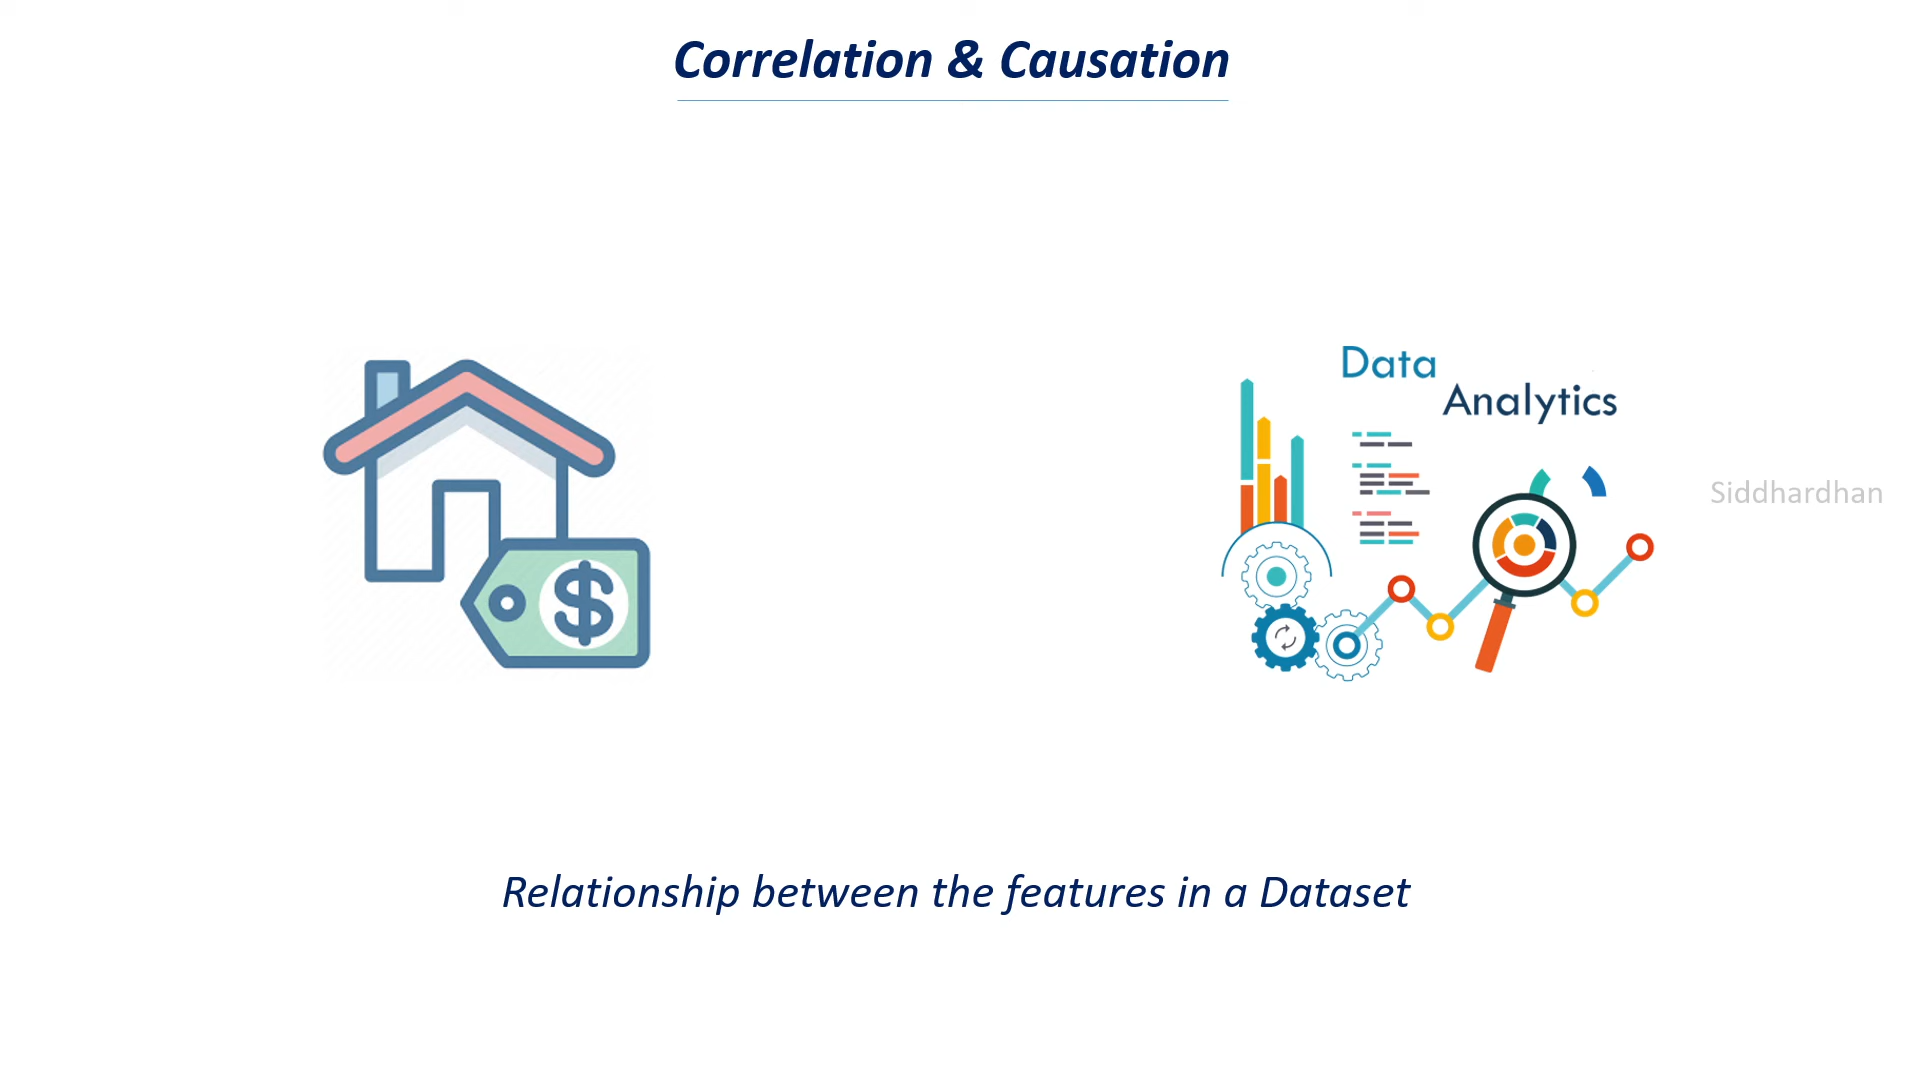 Correlation & Causation
Data
Analytics
Siddhardhan
$
Relationship between the features in a Dataset